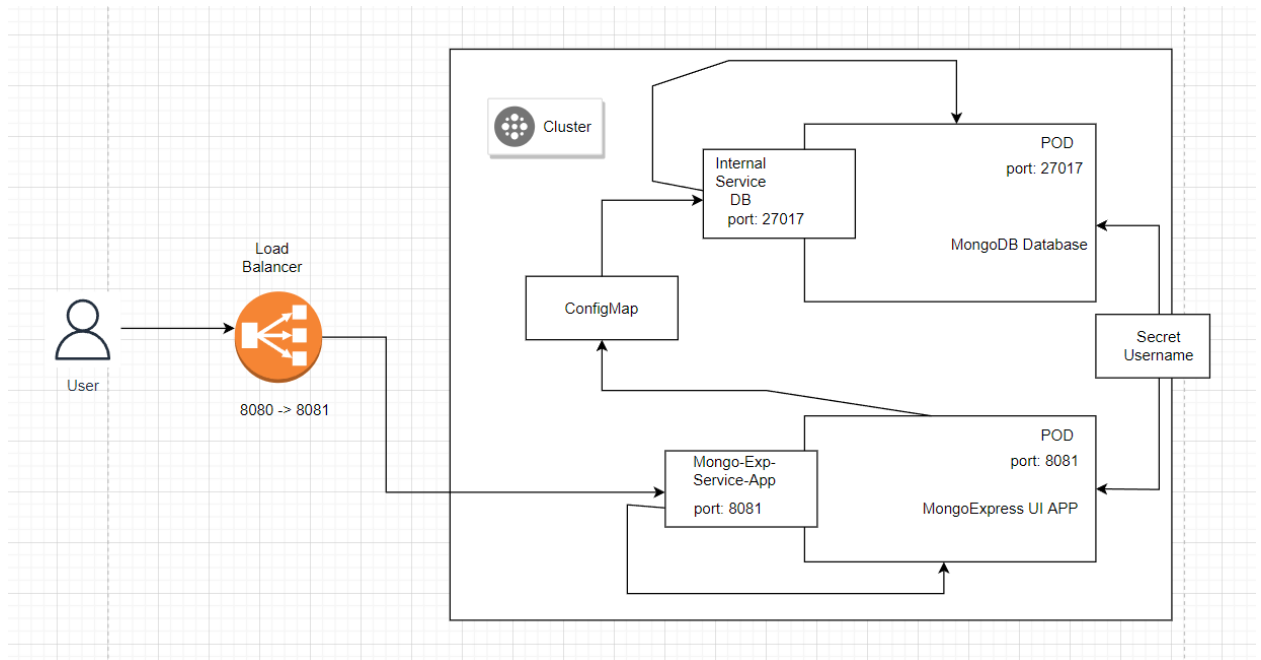 Cluster
POD
port: 27017
Internal
Service
DB
port: 27017
MongoDB Database
Load
Balancer
ConfigMap
Secret
Username
User
8080 -> 8081
POD
port: 8081
Mongo-Exp-
Service-App
port: 8081
MongoExpress UI APP